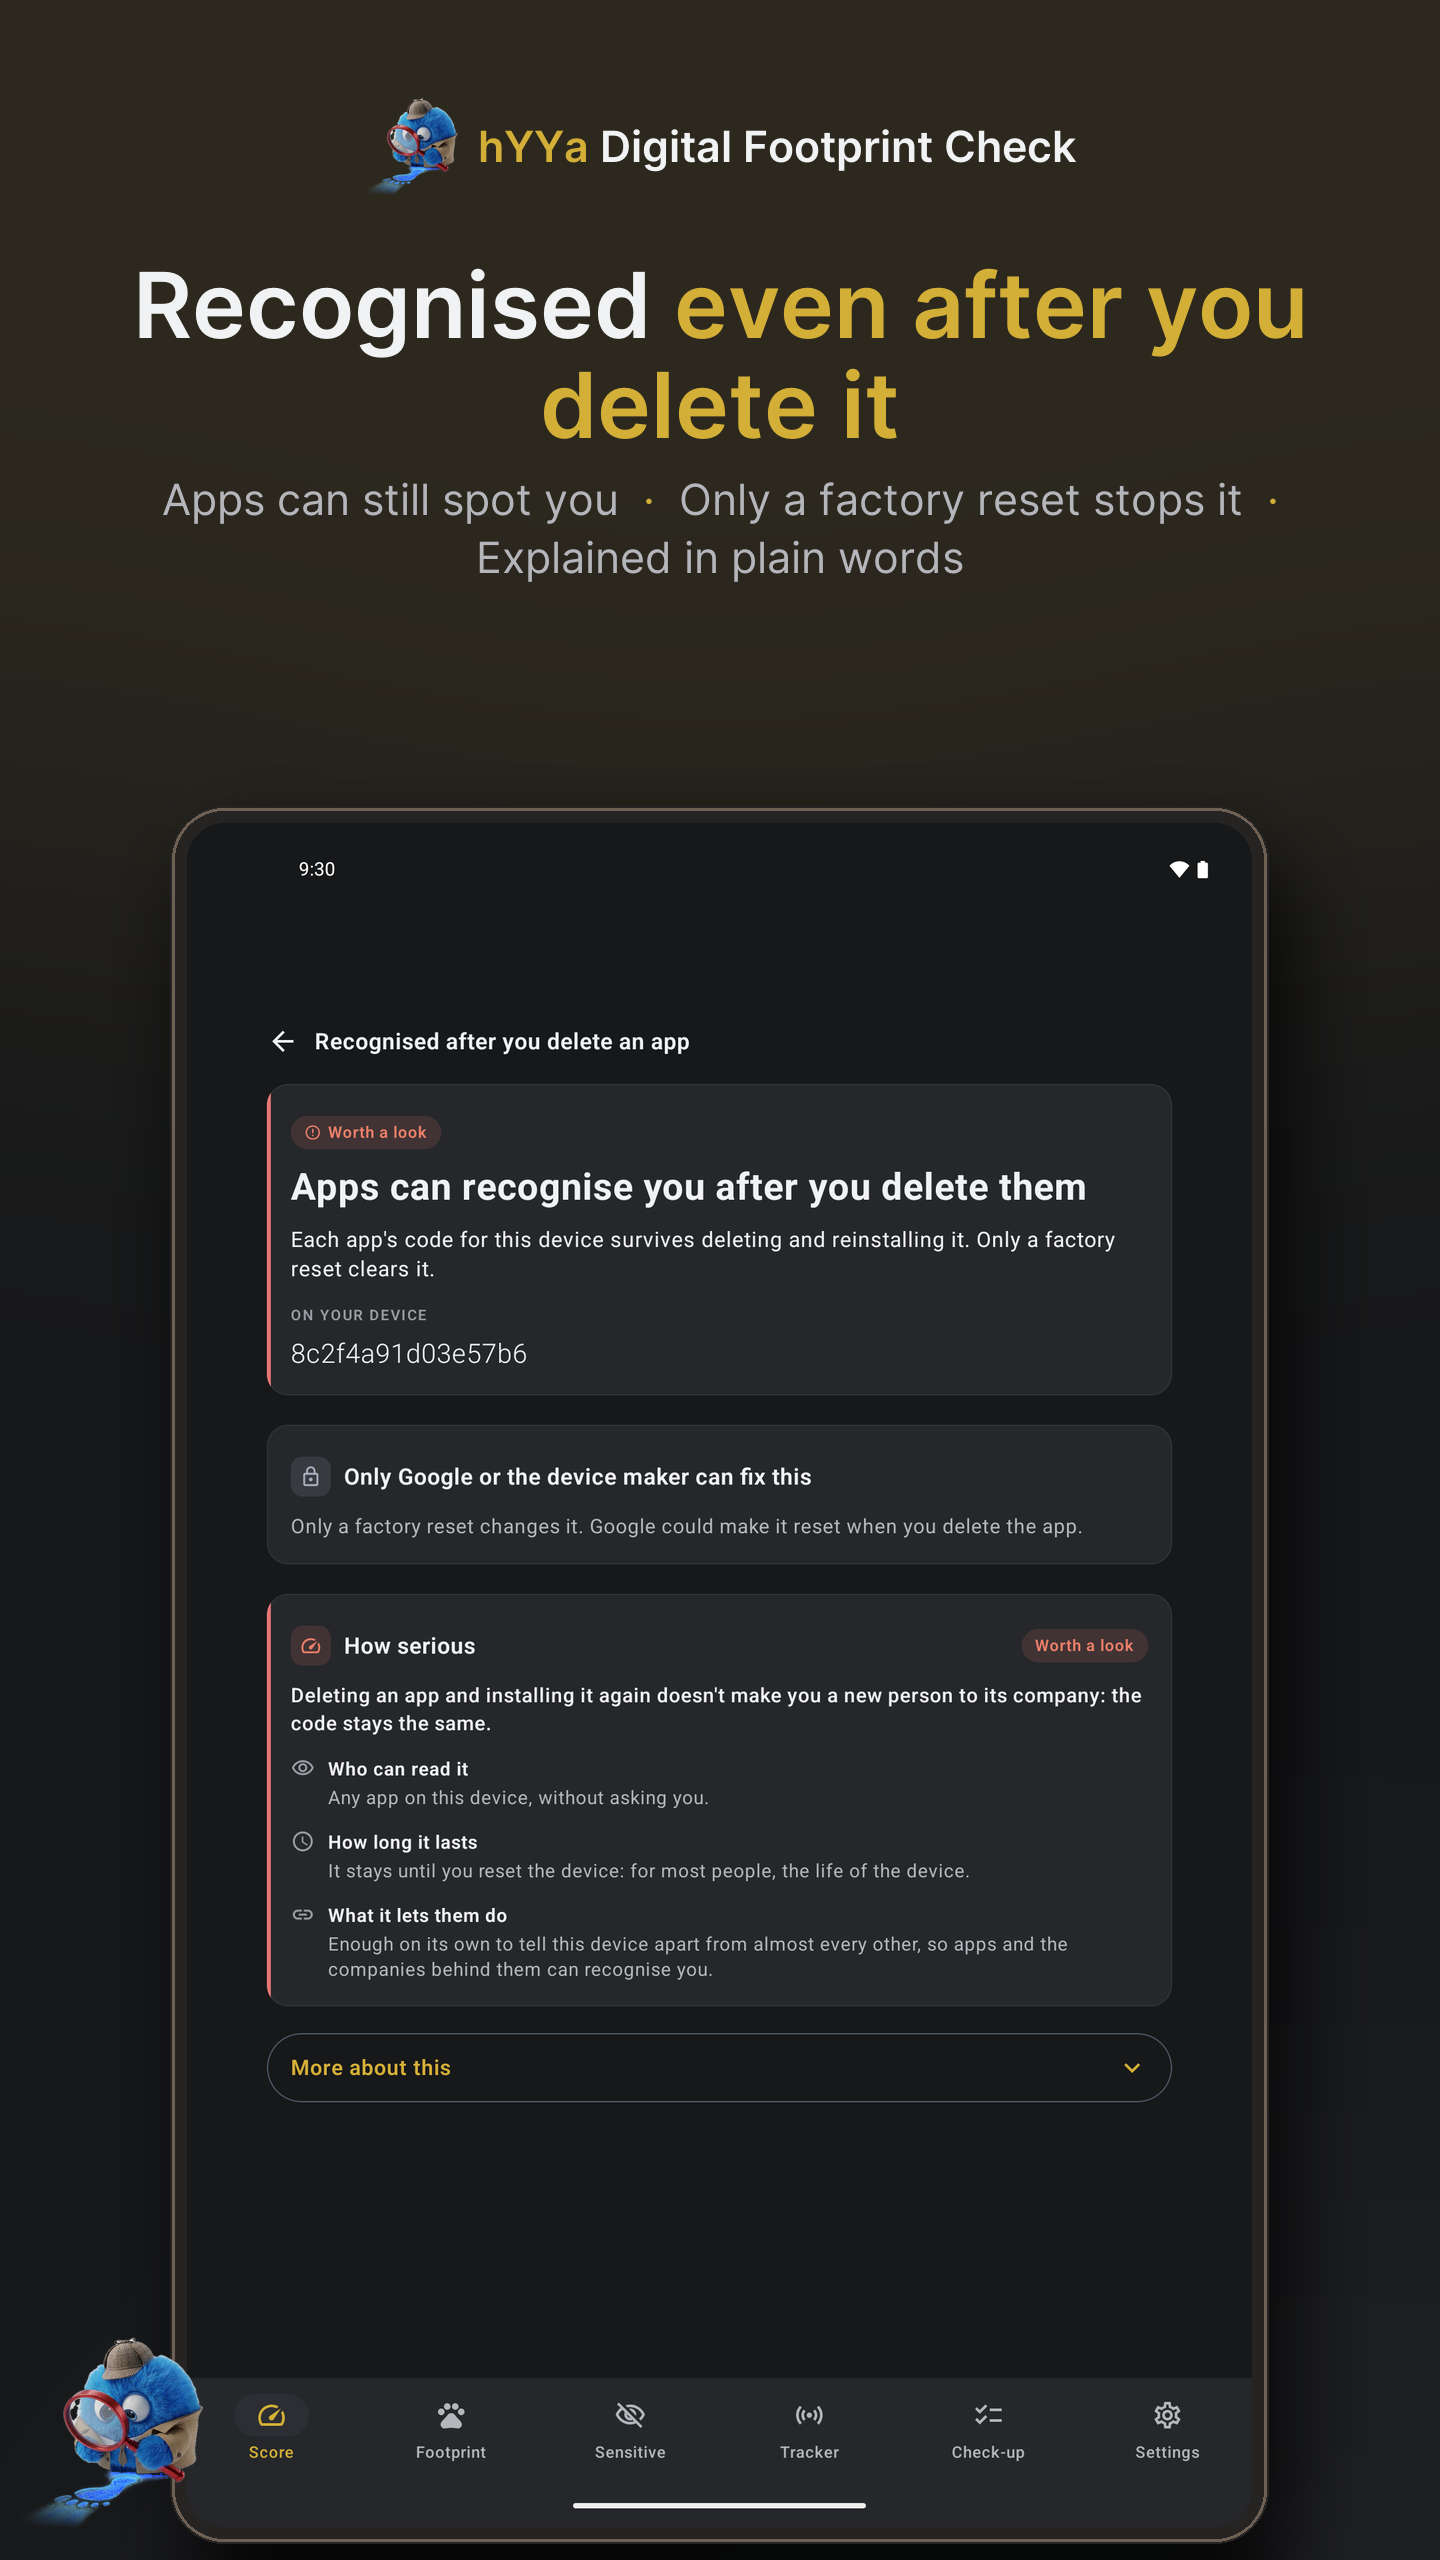 hYYa Digital Footprint Check
Recognised even after you
delete it
Apps can still spot you · Only a factory reset stops it ·
Explained in plain words
9:30
Recognised after you delete an app
Worth a look
Apps can recognise you after you delete them
Each app's code for this device survives deleting and reinstalling it. Only a factory
reset clears it.
ON YOUR DEVICE
8c2f4a91d03e57b6
Only Google or the device maker can fix this
Only a factory reset changes it. Google could make it reset when you delete the app.
How serious
Worth a look
Deleting an app and installing it again doesn't make you a new person to its company: the
code stays the same.
Who can read it
Any app on this device, without asking you.
How long it lasts
It stays until you reset the device: for most people, the life of the device.
What it lets them do
Enough on its own to tell this device apart from almost every other, so apps and the
companies behind them can recognise you.
More about this
Score
Footprint
Sensitive
Tracker
Check-up
Settings